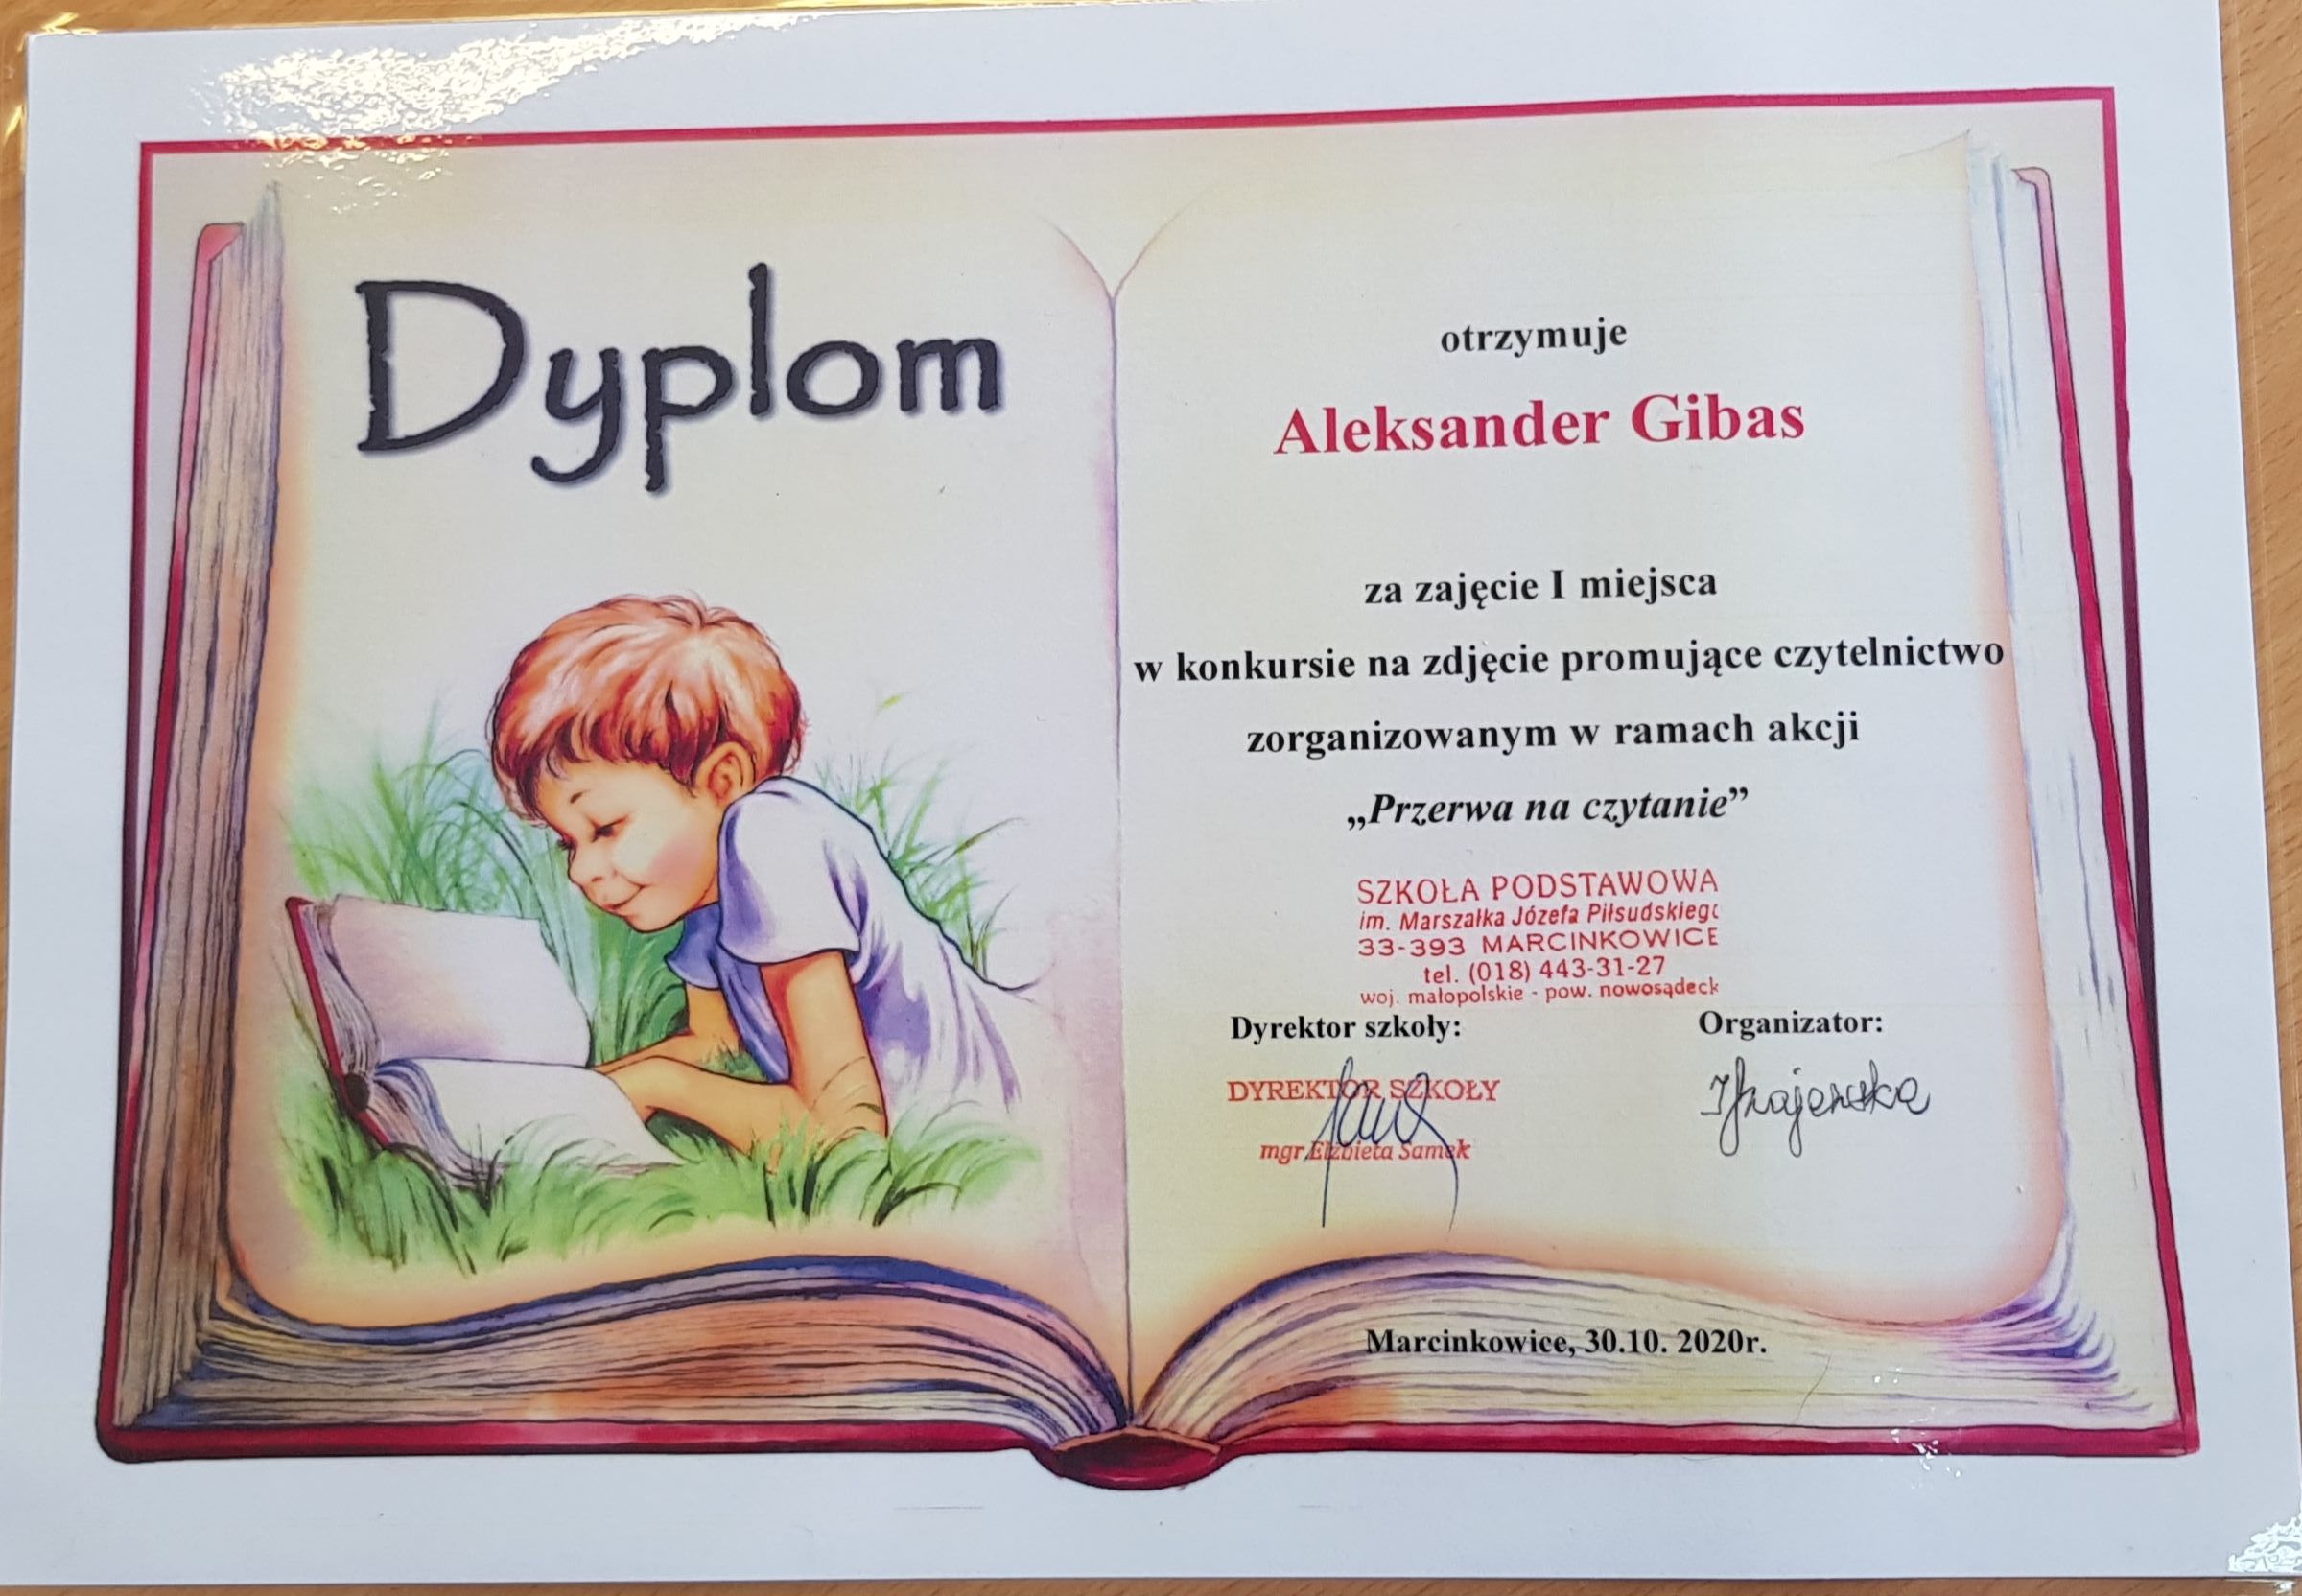 Dyplom
otrzymuje
Aleksander Gibas
za zajęcie I miejsca
w konkursie na zdjęcie promujące czytelnictwo
zorganizowanym w ramach akcji
„Przerwa na czytanie”
SZKOŁA PODSTAWOWA
im. Marszałka Józefa Piłsudskiego
33-393 MARCINKOWICE
tel. (018) 443-31-27
woj. małopolskie - pow. nowosądeck
Dyrektor szkoły:
Organizator:
DYREKTOR SZKOŁY
mgr Elżbieta Samek
Marcinkowice, 30.10. 2020r.